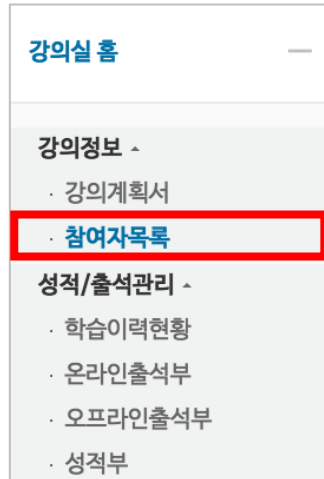 강의실 홈
강의정보
· 강의계획서
· 참여자목록
성적/출석관리
· 학습이력현황
· 온라인출석부
· 오프라인출석부
· 성적부